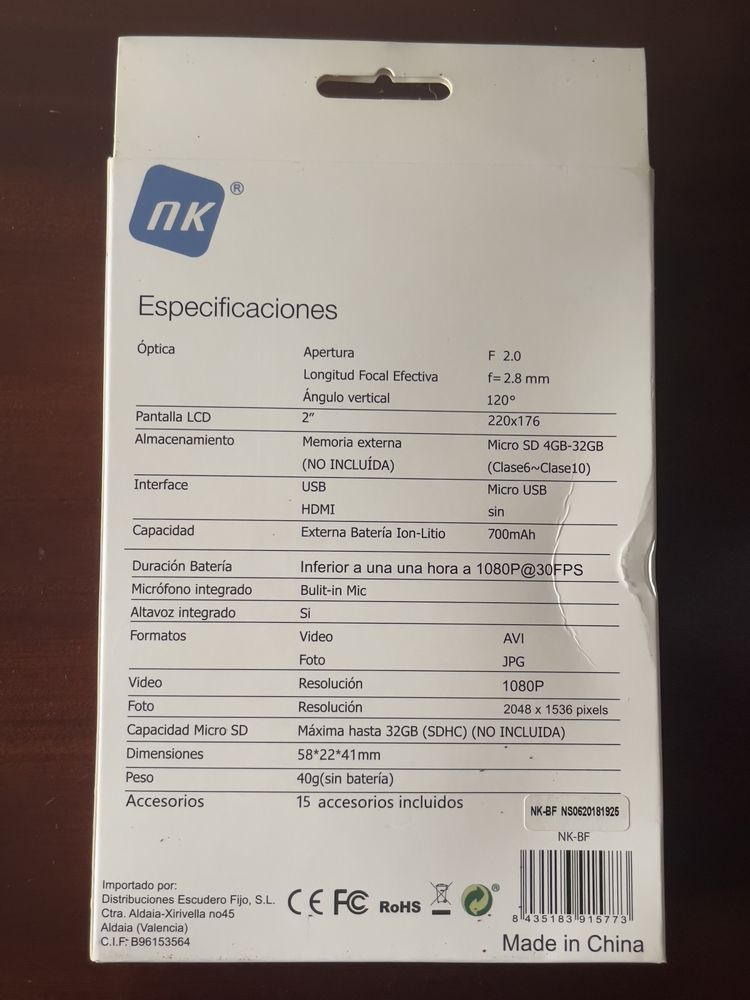 nK ®
Especificaciones
Óptica Apertura F 2.0
Longitud Focal Efectiva f=2.8 mm
Ángulo vertical 120°
Pantalla LCD 2” 220x176
Almacenamiento Memoria externa Micro SD 4GB-32GB
(NO INCLUÍDA) (Clase6~Clase10)
Interface USB Micro USB
HDMI sin
Capacidad Externa Batería Ion-Litio 700mAh
Duración Batería Inferior a una una hora a 1080P@30FPS
Micrófono integrado Bulit-in Mic
Altavoz integrado Si
Formatos Video AVI
Foto JPG
Video Resolución 1080P
Foto Resolución 2048 x 1536 pixels
Capacidad Micro SD Máxima hasta 32GB (SDHC) (NO INCLUIDA)
Dimensiones 58*22*41mm
Peso 40g(sin batería)
Accesorios 15 accesorios incluidos
NK-BF NS0620181925
NK-BF
Importado por:
Distribuciones Escudero Fijo, S.L.
Ctra. Aldaia-Xirivella no45
Aldaia (Valencia)
C.I.F: B96153564
CE FC RoHS ®
8 435183 915773
Made in China